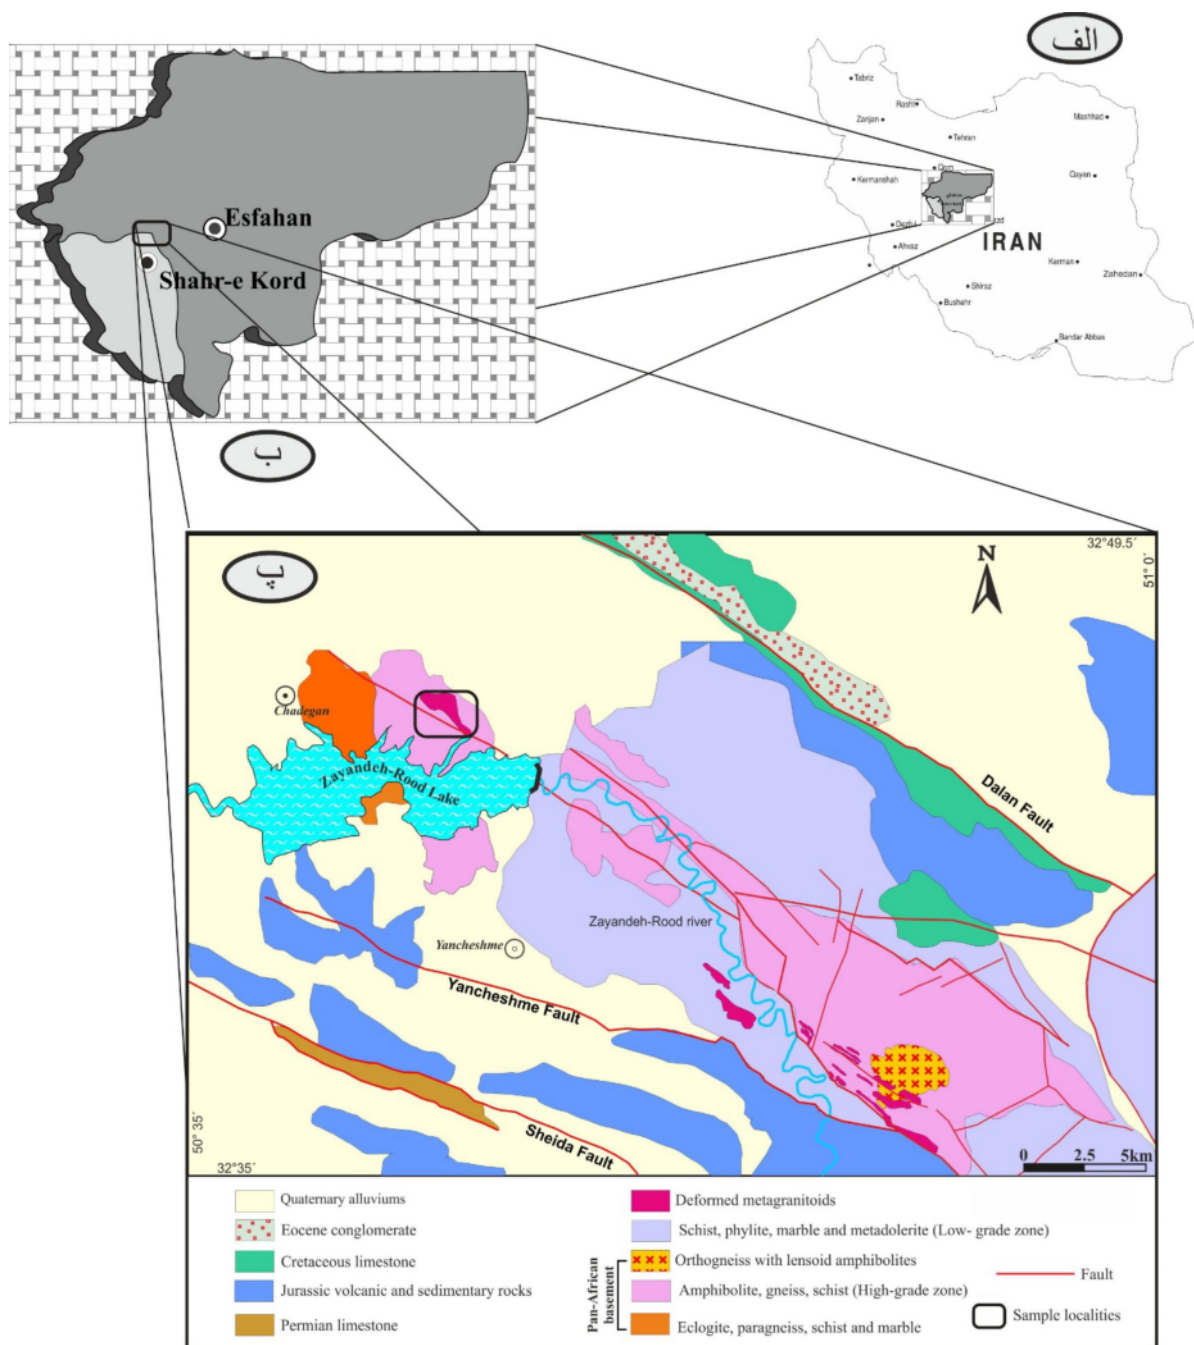 الف
Tabriz
Rasht
Zanjan
Tehran
Mashhad
Qom
Kermanshah
Qayen
Dezful
zd
Ahvaz
IRAN
Kerman
Zahedan
Shiraz
Bushehr
Bandar Abbas
Esfahan
Shahr-e Kord
ب
پ
32°49.5´
51° 0´
N
Chadegan
Zayandeh-Rood Lake
Dalan Fault
Zayandeh-Rood river
Yancheshme
Yancheshme Fault
Sheida Fault
50° 35´
32°35´
0 2.5 5km
Quaternary alluviums
Eocene conglomerate
Cretaceous limestone
Jurassic volcanic and sedimentary rocks
Permian limestone
Deformed metagranitoids
Schist, phylite, marble and metadolerite (Low- grade zone)
Pan-African basement
Orthogneiss with lensoid amphibolites
Amphibolite, gneiss, schist (High-grade zone)
Eclogite, paragneiss, schist and marble
Fault
Sample localities